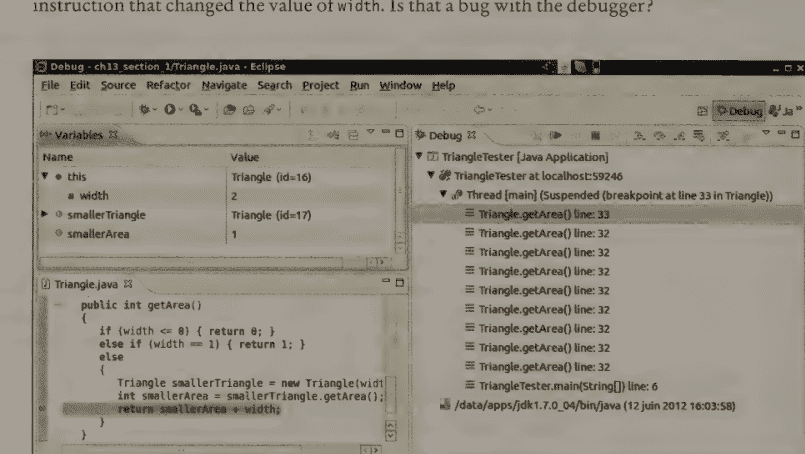 instruction that changed the value of width. Is that a bug with the debugger?
Debug - ch13_section_1/Triangle.java - Eclipse
File Edit Source Refactor Navigate Search Project Run Window Help
Debug Ja »
Variables
Name Value
this Triangle (id=16)
width 2
smallerTriangle Triangle (id=17)
smallerArea 1
Triangle.java
public int getArea()
{
if (width <= 0) { return 0; }
else if (width == 1) { return 1; }
else
{
Triangle smallerTriangle = new Triangle(widt
int smallerArea = smallerTriangle.getArea();
return smallerArea + width;
}
}
Debug
TriangleTester [Java Application]
TriangleTester at localhost:59246
Thread [main] (Suspended (breakpoint at line 33 in Triangle))
Triangle.getArea() line: 33
Triangle.getArea() line: 32
Triangle.getArea() line: 32
Triangle.getArea() line: 32
Triangle.getArea() line: 32
Triangle.getArea() line: 32
Triangle.getArea() line: 32
Triangle.getArea() line: 32
Triangle.getArea() line: 32
TriangleTester.main(String[]) line: 6
/data/apps/jdk1.7.0_04/bin/java (12 juin 2012 16:03:58)